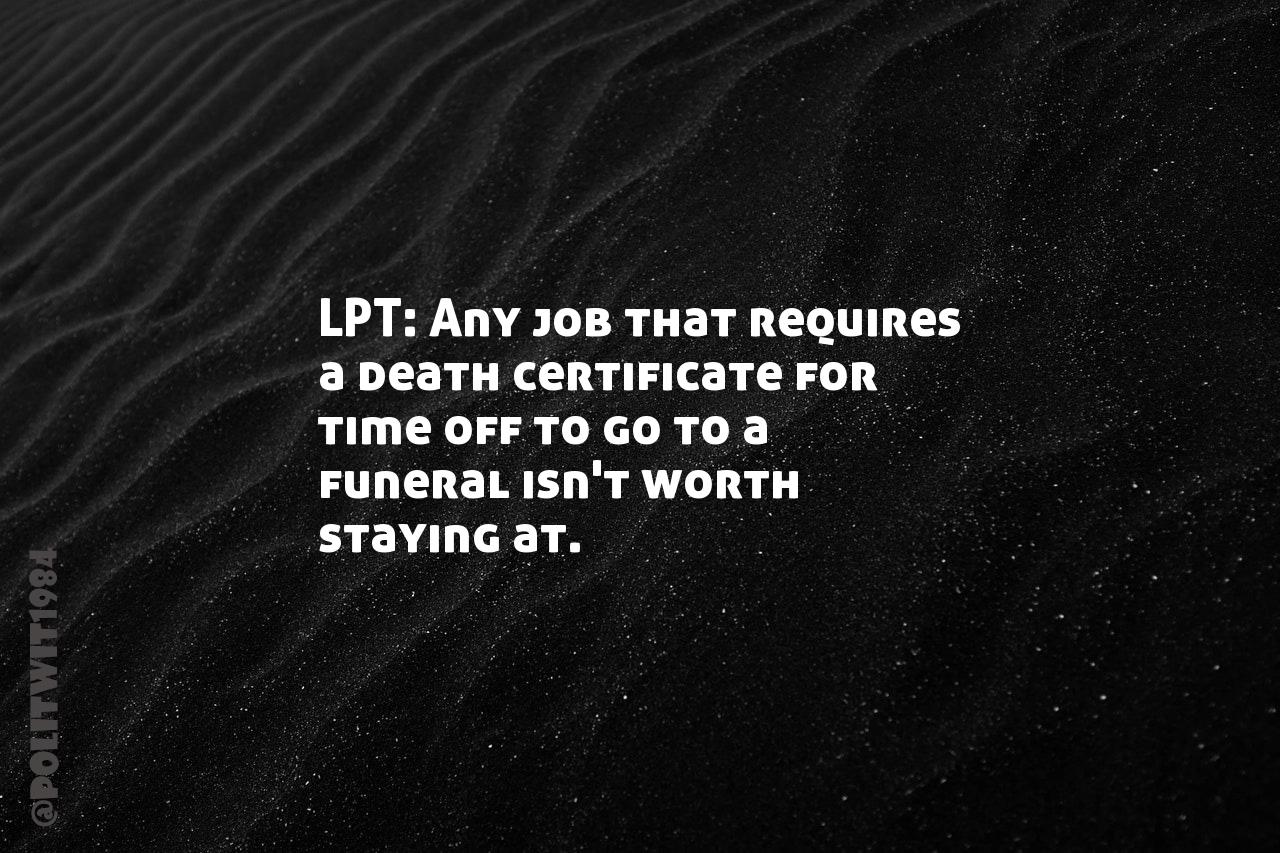 LPT: Any job that requires
a death certificate for
time off to go to a
funeral isn't worth
staying at.
@POLITWIT1984